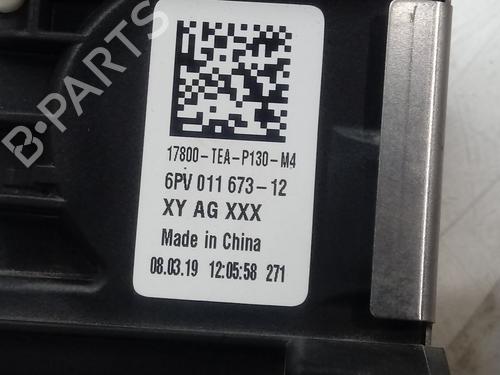 B-PARTS
17800-TEA-P130-M4
6PV 011 673-12
XY AG XXX
Made in China
08.03.19 12:05:58 271